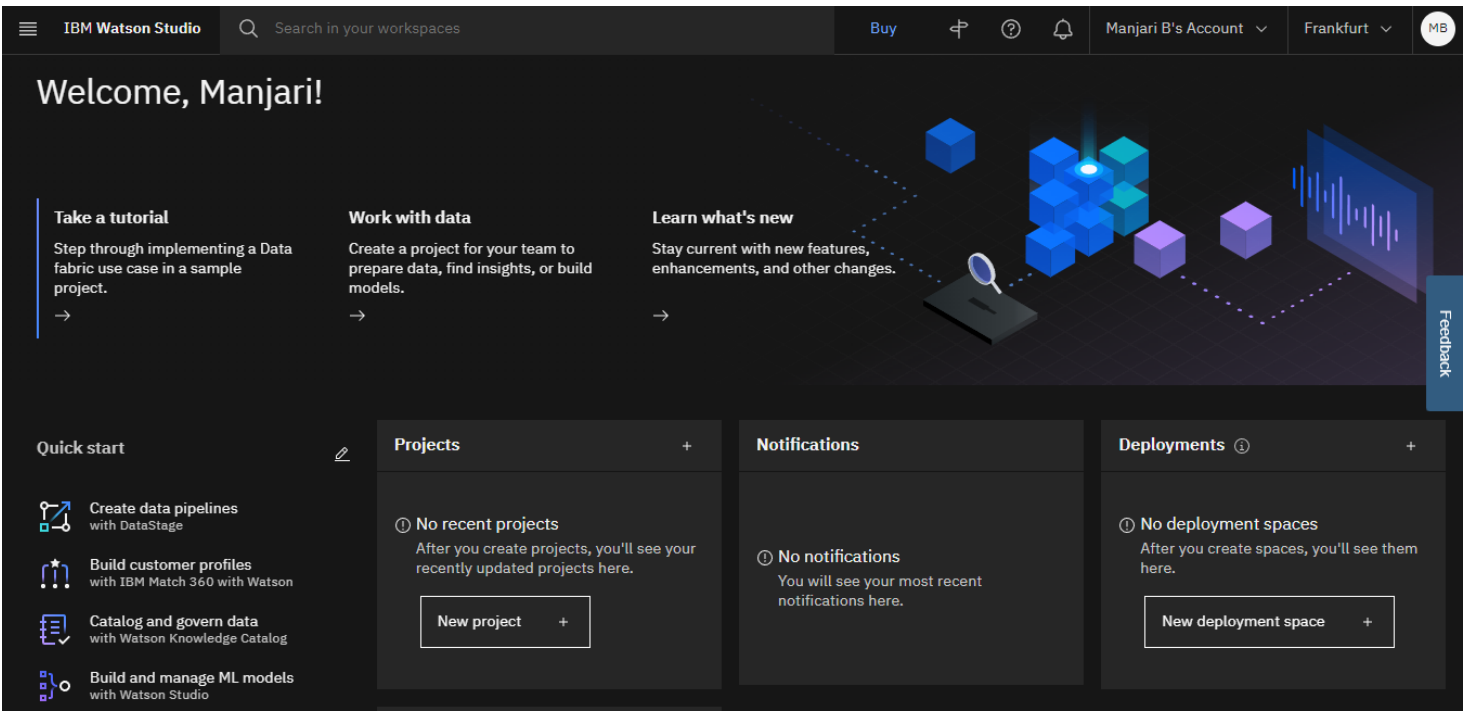 IBM Watson Studio
Search in your workspaces
Buy
Manjari B's Account
Frankfurt
MB
Welcome, Manjari!
Take a tutorial
Step through implementing a Data
fabric use case in a sample
project.
Work with data
Create a project for your team to
prepare data, find insights, or build
models.
Learn what's new
Stay current with new features,
enhancements, and other changes.
Feedback
Quick start
Create data pipelines
with DataStage
Build customer profiles
with IBM Match 360 with Watson
Catalog and govern data
with Watson Knowledge Catalog
Build and manage ML models
with Watson Studio
Projects
No recent projects
After you create projects, you'll see your
recently updated projects here.
New project
Notifications
No notifications
You will see your most recent
notifications here.
Deployments
No deployment spaces
After you create spaces, you'll see them
here.
New deployment space